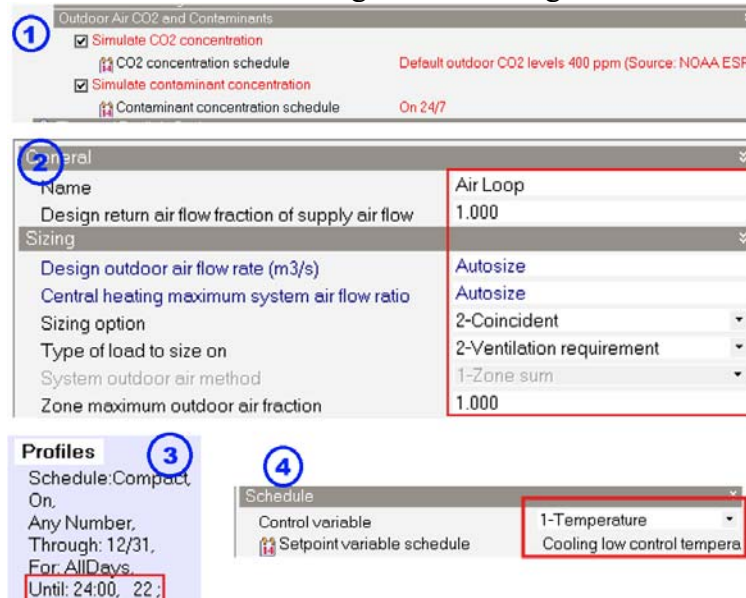 Outdoor Air CO2 and Contaminants
1
Simulate CO2 concentration
CO2 concentration schedule Default outdoor CO2 levels 400 ppm (Source: NOAA ESR
Simulate contaminant concentration
Contaminant concentration schedule On 24/7
General
2
Name Air Loop
Design return air flow fraction of supply air flow 1.000
Sizing
Design outdoor air flow rate (m3/s) Autosize
Central heating maximum system air flow ratio Autosize
Sizing option 2-Coincident
Type of load to size on 2-Ventilation requirement
System outdoor air method 1-Zone sum
Zone maximum outdoor air fraction 1.000
Profiles
3
Schedule:Compact,
On,
Any Number,
Through: 12/31,
For: AllDays,
Until: 24:00, 22 ;
4
Schedule
Control variable 1-Temperature
Setpoint variable schedule Cooling low control tempera